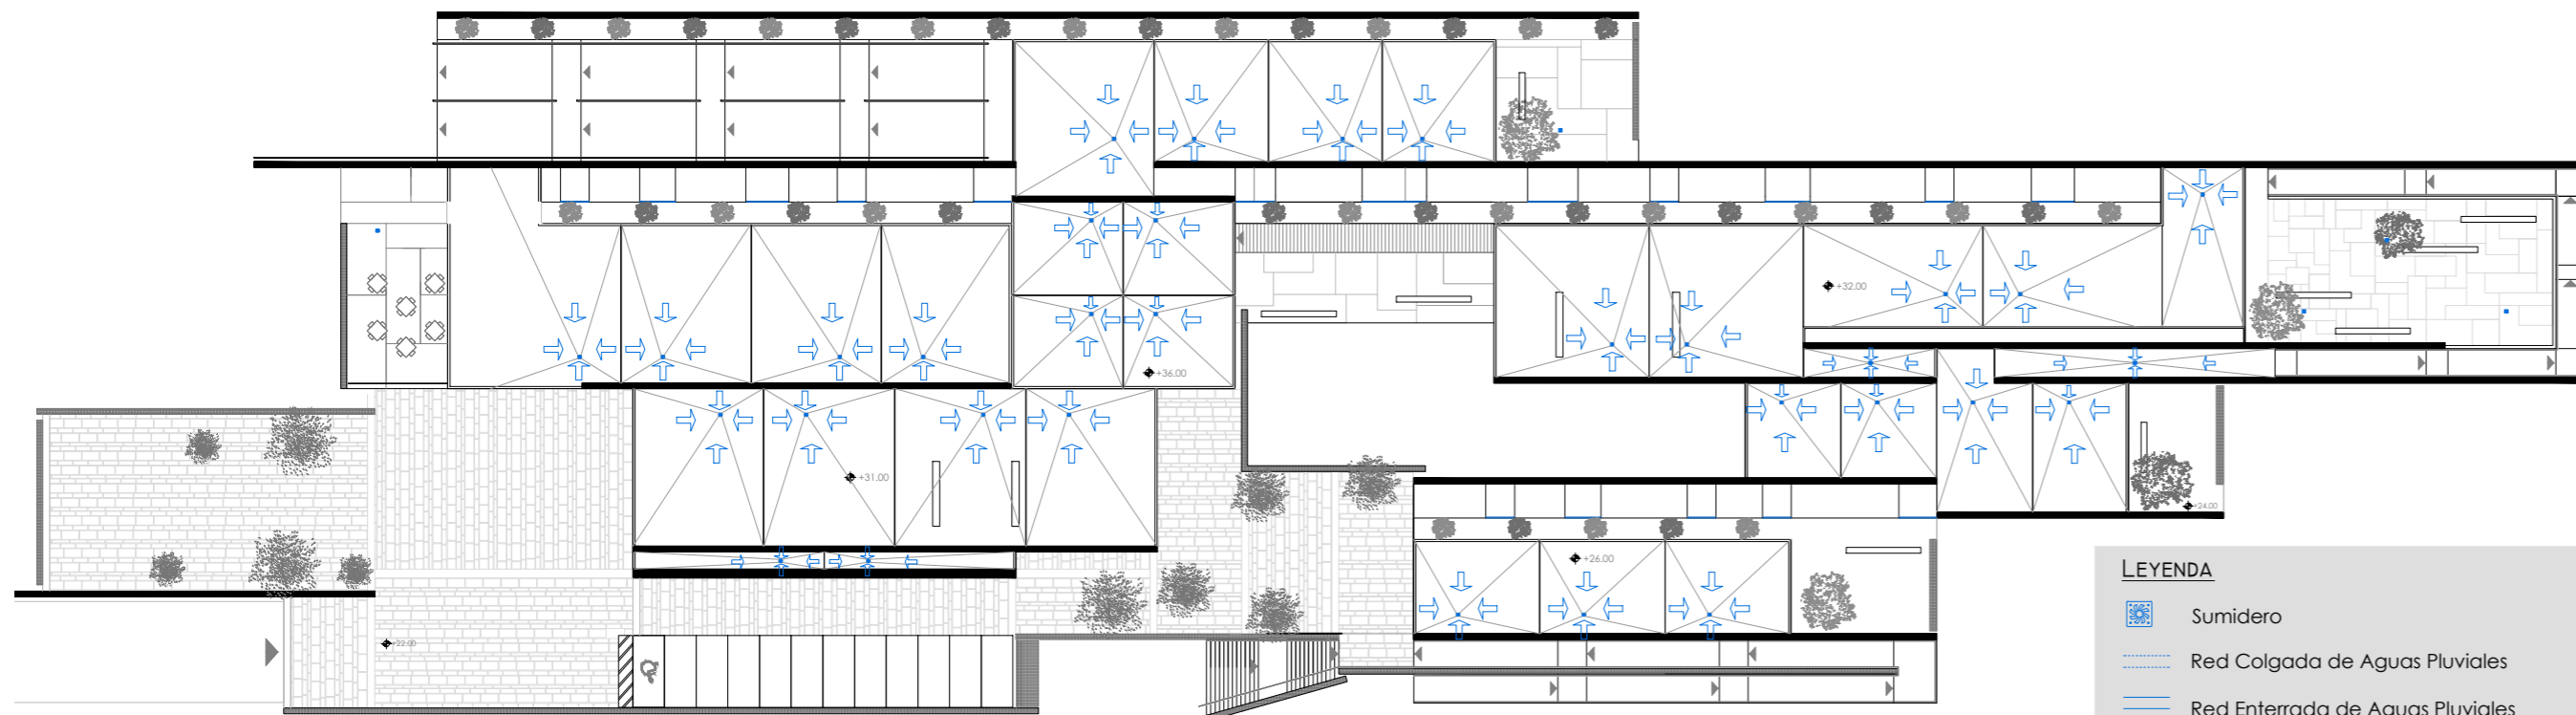 +32.00
+36.00
+31.00
+24.00
+26.00
+22.00
LEYENDA
Sumidero
Red Colgada de Aguas Pluviales
Red Enterrada de Aguas Pluviales